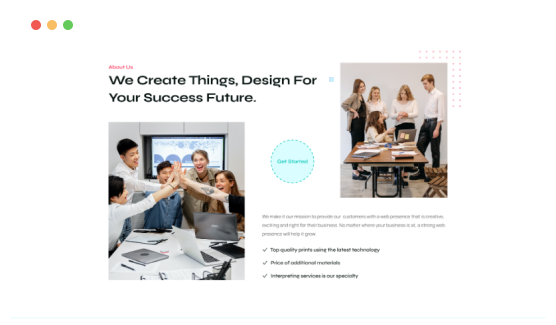 About Us
We Create Things, Design For
Your Success Future.
Get Started
We make it our mission to provide our customers with a web presence that is creative,
exciting and right for their business. No matter where your business is at, a strong web
presence will help it grow.
Top quality prints using the latest technology
Price of additional materials
Interpreting services is our specialty